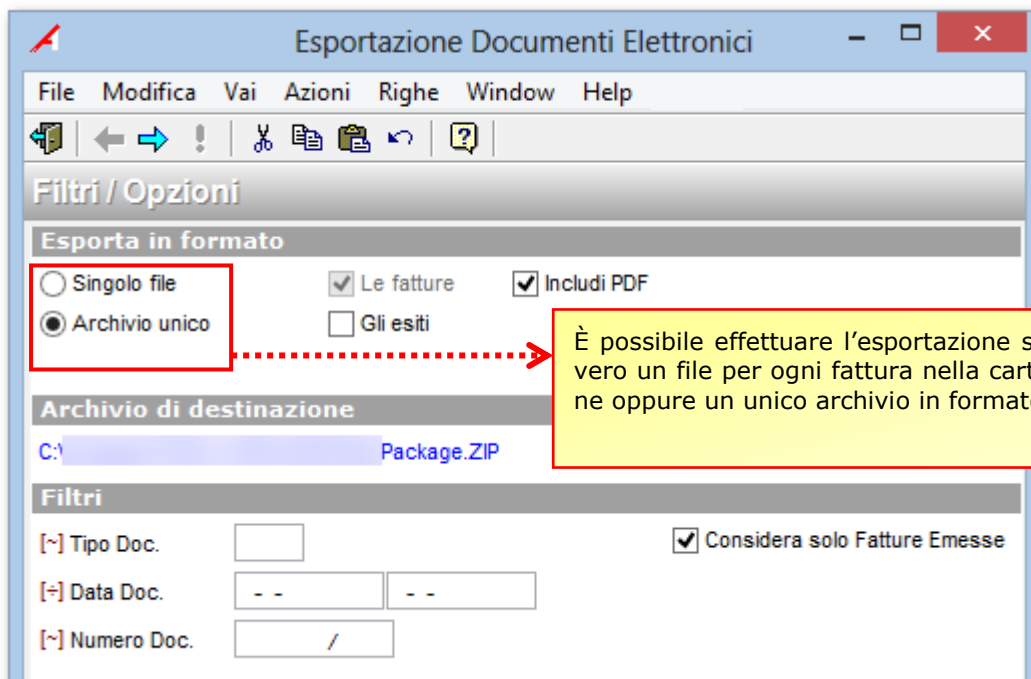 Esportazione Documenti Elettronici
File Modifica Vai Azioni Righe Window Help
Filtri / Opzioni
Esporta in formato
Singolo file Le fatture Includi PDF
Archivio unico Gli esiti
È possibile effettuare l’esportazione s
vero un file per ogni fattura nella cart
ne oppure un unico archivio in format
Archivio di destinazione
C:\ Package.ZIP
Filtri
[~] Tipo Doc. Considera solo Fatture Emesse
[÷] Data Doc. - - - -
[~] Numero Doc. /